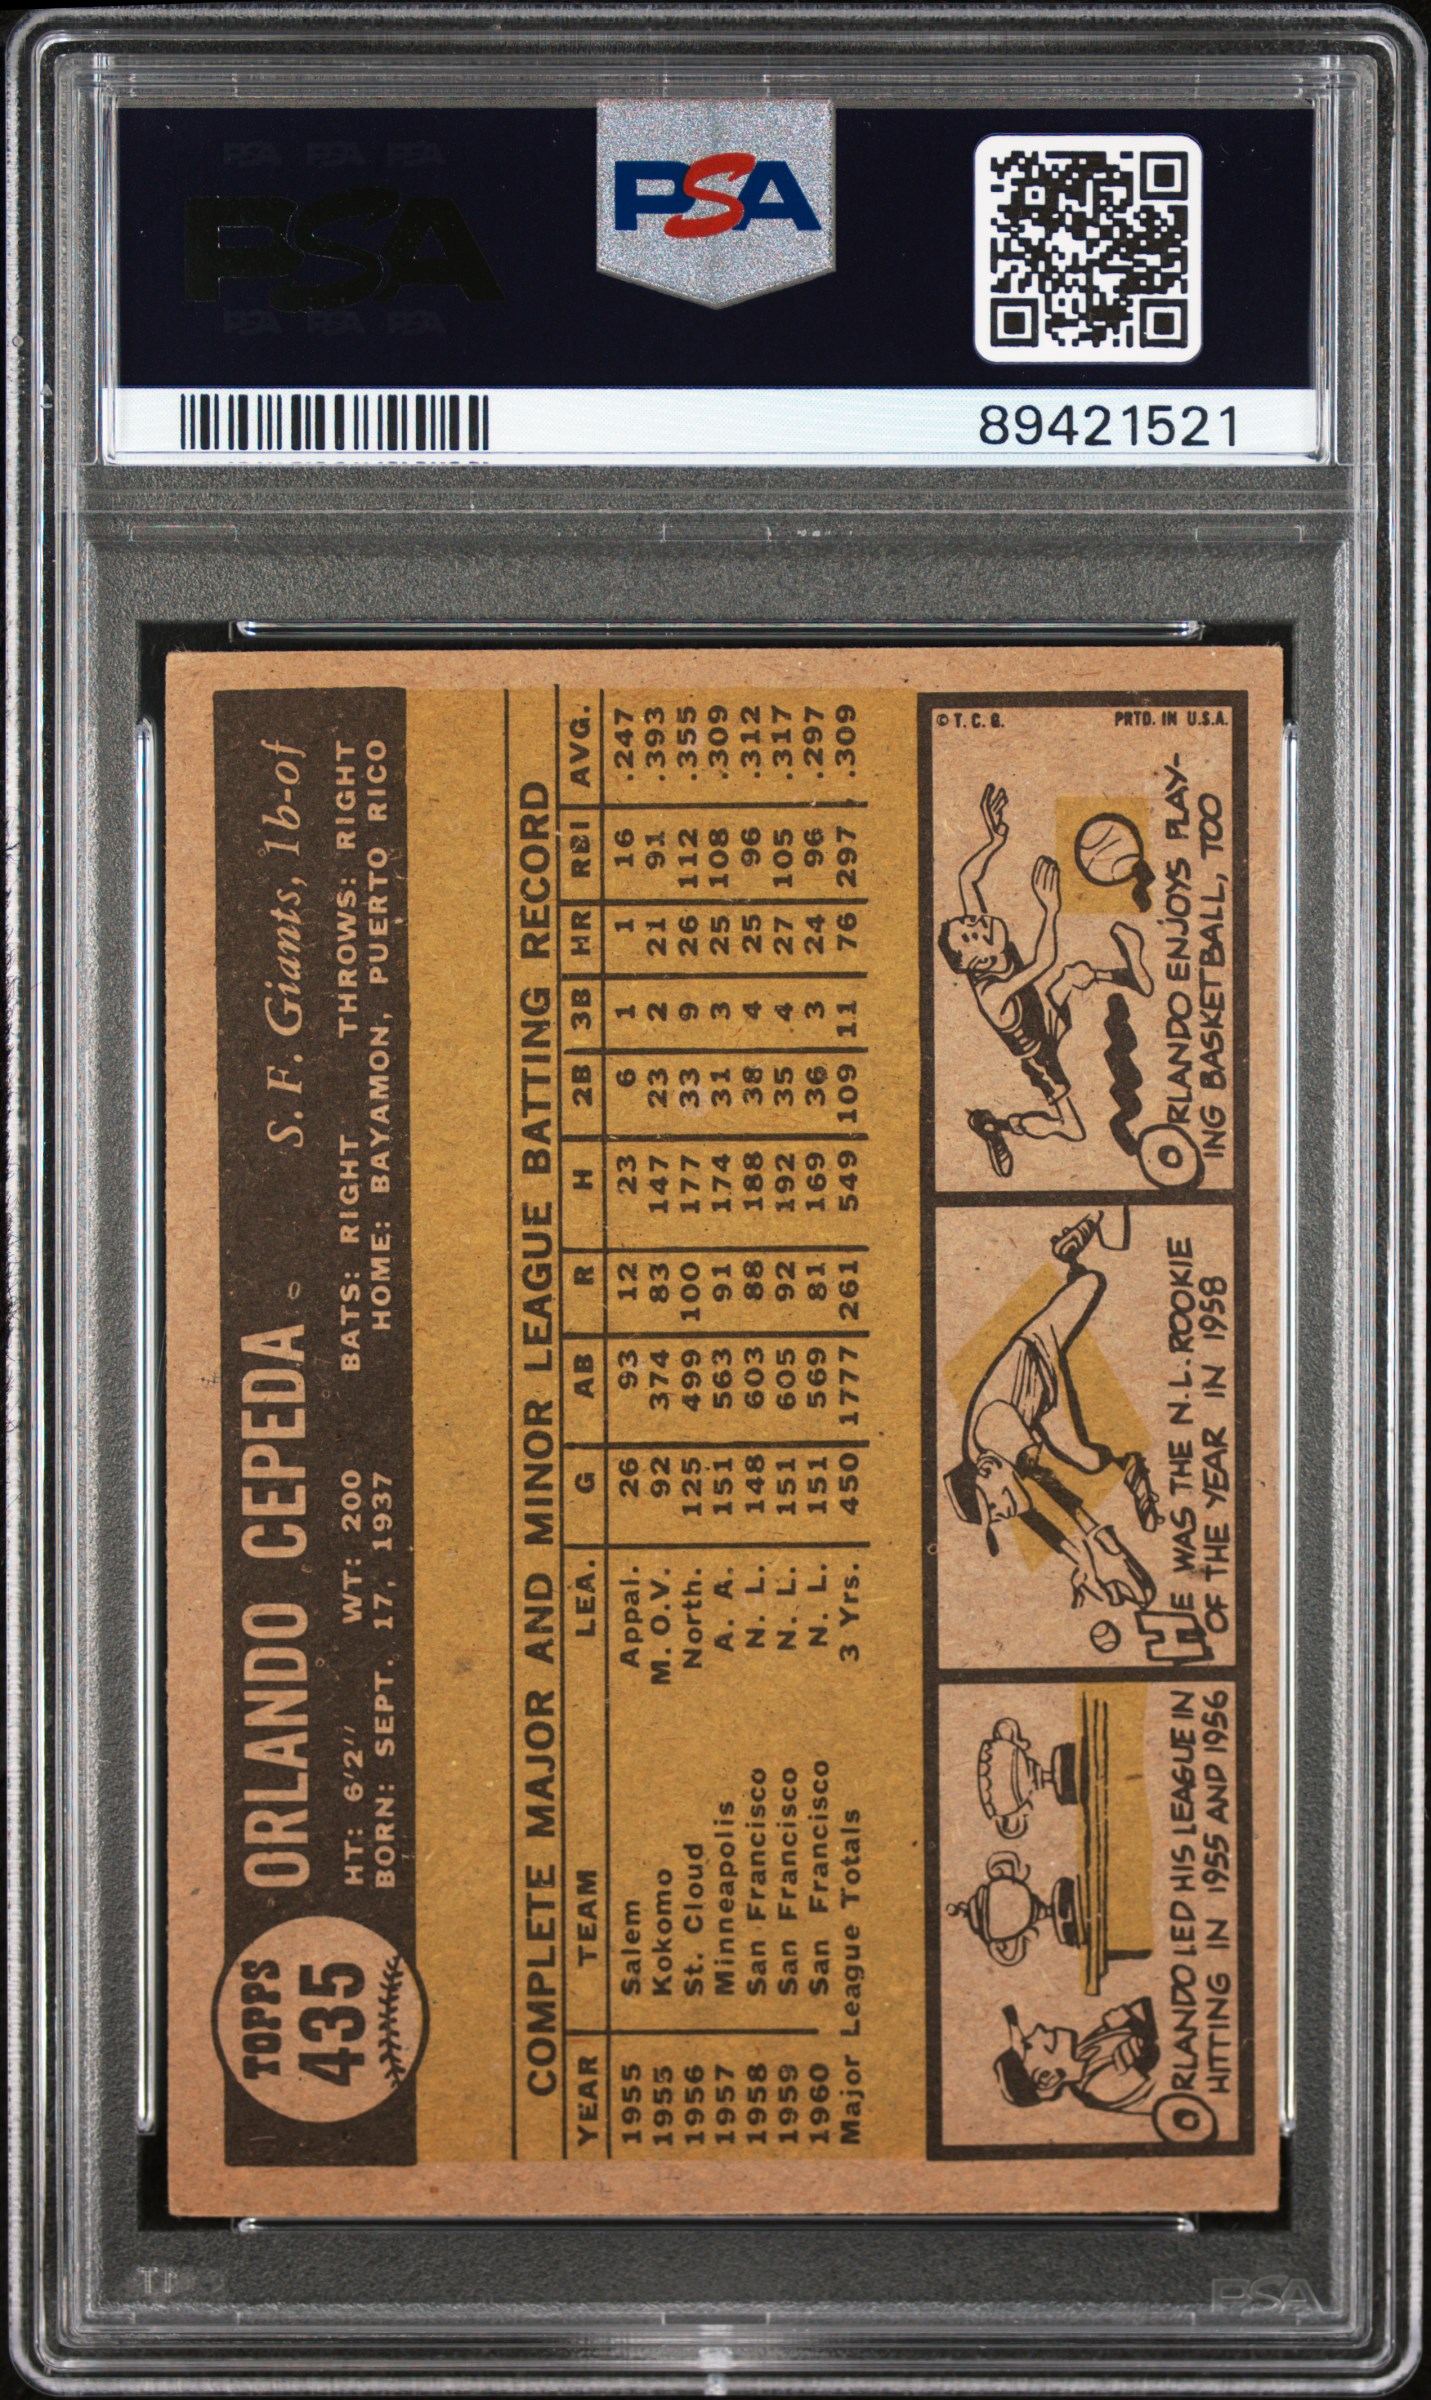 PSA PSA PSA
PSA
PSA PSA PSA
PSA
89421521
TOPPS
435
ORLANDO CEPEDA
S. F. Giants, 1b-of
HT: 6'2" WT: 200 BATS: RIGHT THROWS: RIGHT
BORN: SEPT. 17, 1937 HOME: BAYAMON, PUERTO RICO
COMPLETE MAJOR AND MINOR LEAGUE BATTING RECORD
YEAR TEAM LEA. G AB R H 2B 3B HR RBI AVG.
1955 Salem Appal. 26 93 12 23 6 1 1 16 .247
1955 Kokomo M.O.V. 92 374 83 147 23 2 21 91 .393
1956 St. Cloud North. 125 499 100 177 33 9 26 112 .355
1957 Minneapolis A. A. 151 563 91 174 31 3 25 108 .309
1958 San Francisco N. L. 148 603 88 188 38 4 25 96 .312
1959 San Francisco N. L. 151 605 92 192 35 4 27 105 .317
1960 San Francisco N. L. 151 569 81 169 36 3 24 96 .297
Major League Totals 3 Yrs. 450 1777 261 549 109 11 76 297 .309
ORLANDO LED HIS LEAGUE IN
HITTING IN 1955 AND 1956
HE WAS THE N.L. ROOKIE
OF THE YEAR IN 1958
© T. C. G. PRTD. IN U.S.A.
ORLANDO ENJOYS PLAY-
ING BASKETBALL, TOO
PSA